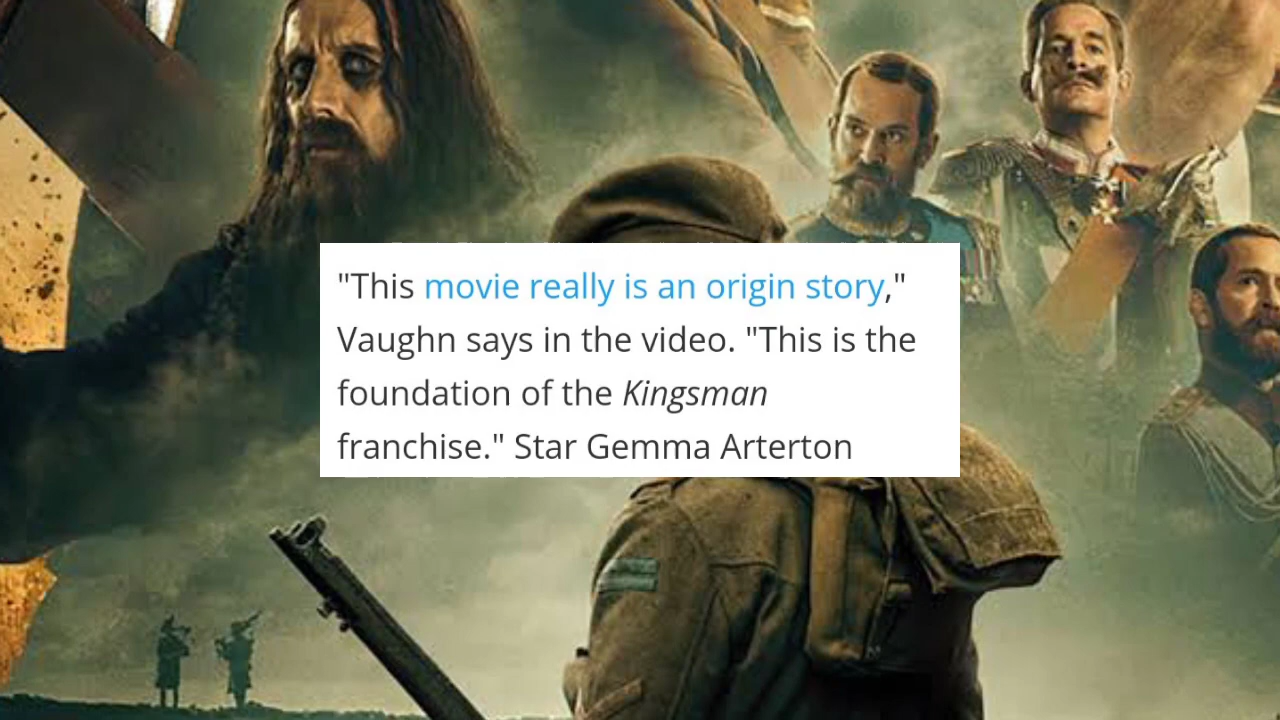 "This movie really is an origin story,"
Vaughn says in the video. "This is the
foundation of the Kingsman
franchise." Star Gemma Arterton